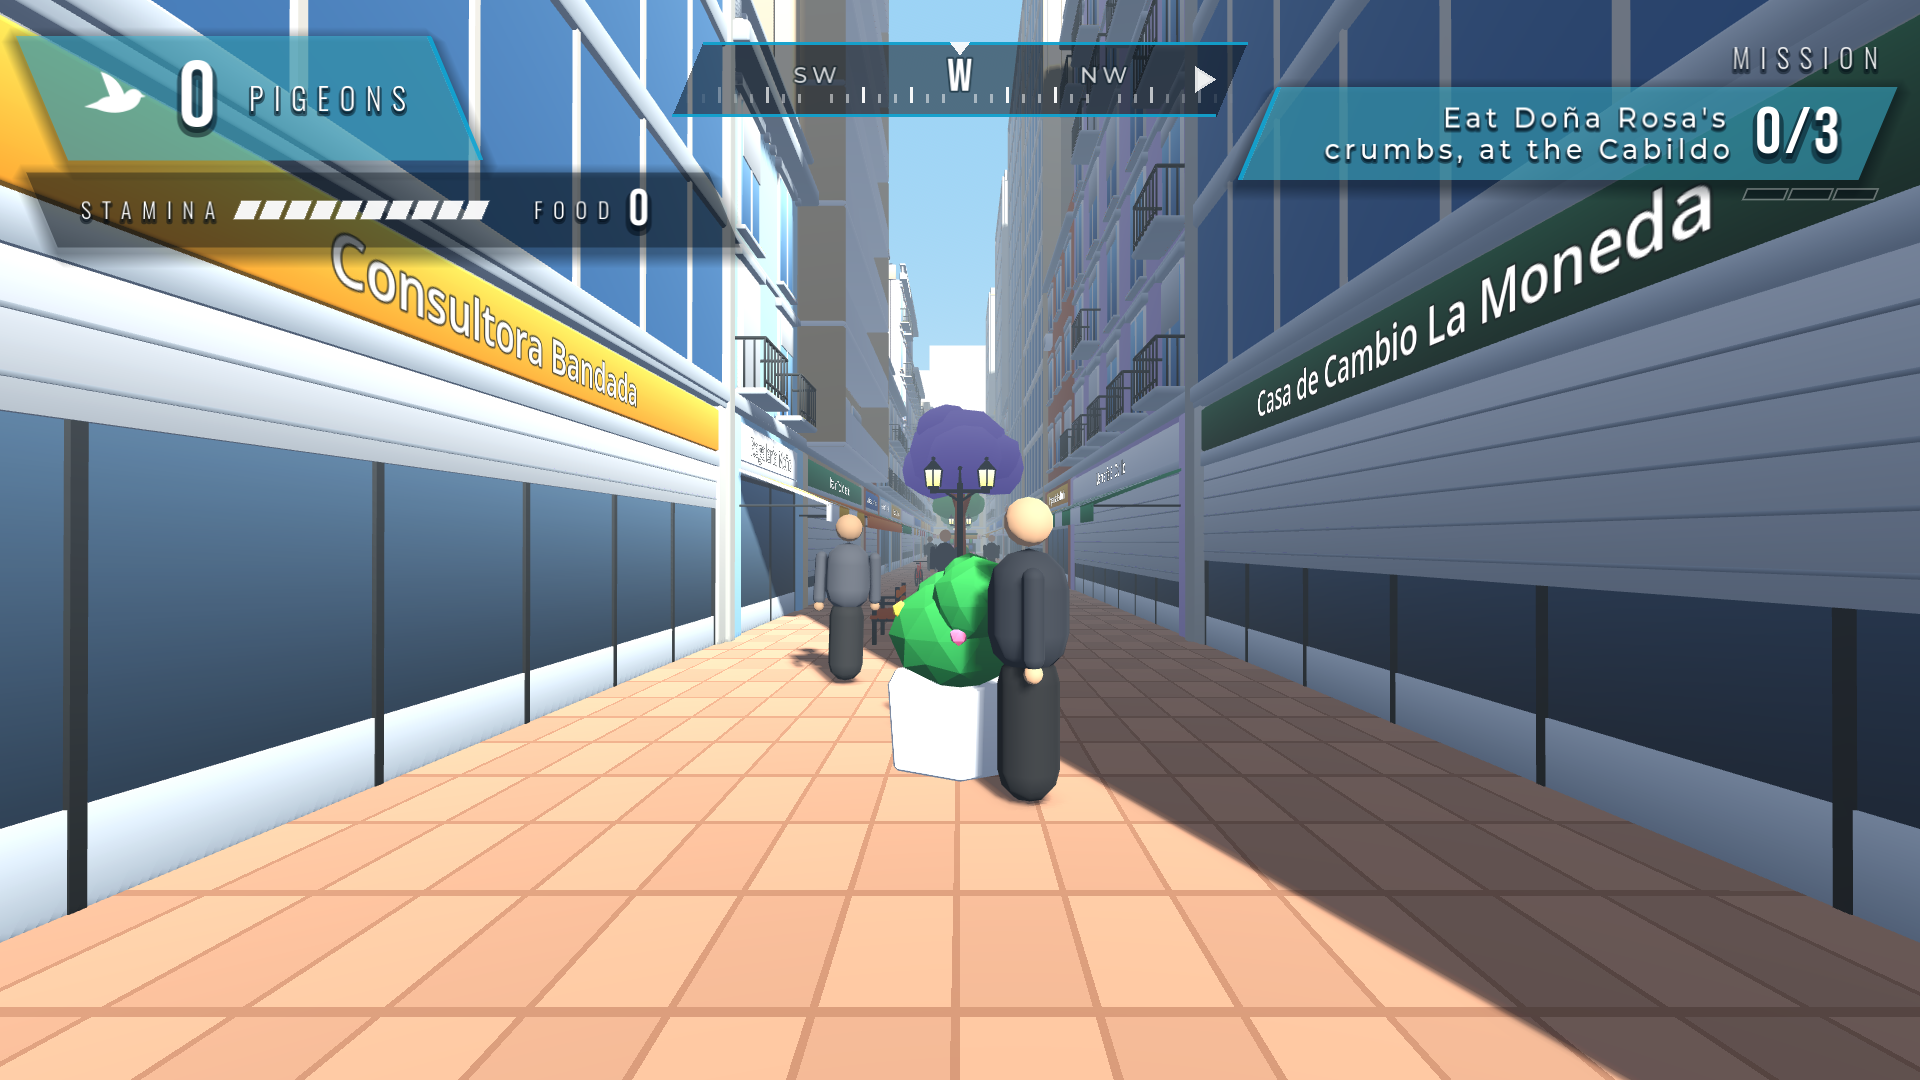 0 PIGEONS
STAMINA FOOD 0
SW W NW
MISSION
Eat Doña Rosa's
crumbs, at the Cabildo
0/3
Consultora Bandada
Casa de Cambio La Moneda